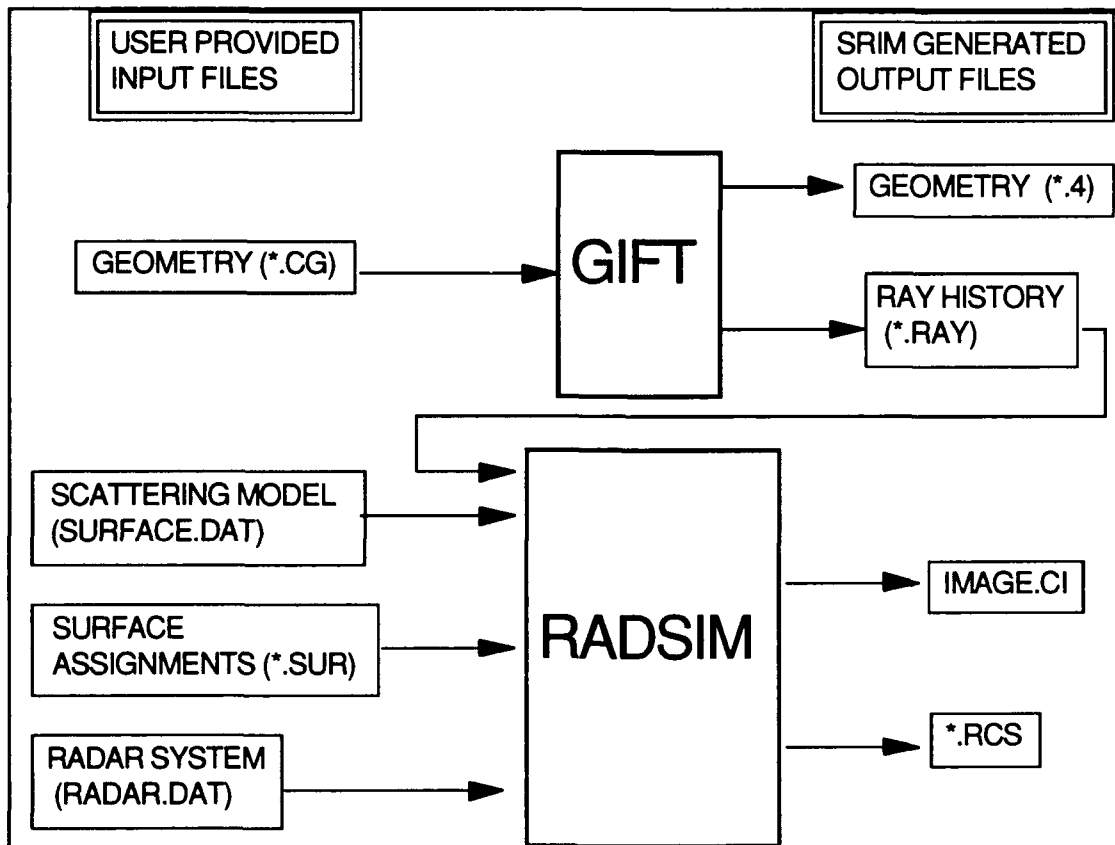 USER PROVIDED
INPUT FILES
SRIM GENERATED
OUTPUT FILES
GEOMETRY (*.CG)
GIFT
GEOMETRY (*.4)
RAY HISTORY
(*.RAY)
SCATTERING MODEL
(SURFACE.DAT)
SURFACE
ASSIGNMENTS (*.SUR)
RADAR SYSTEM
(RADAR.DAT)
RADSIM
IMAGE.CI
*.RCS